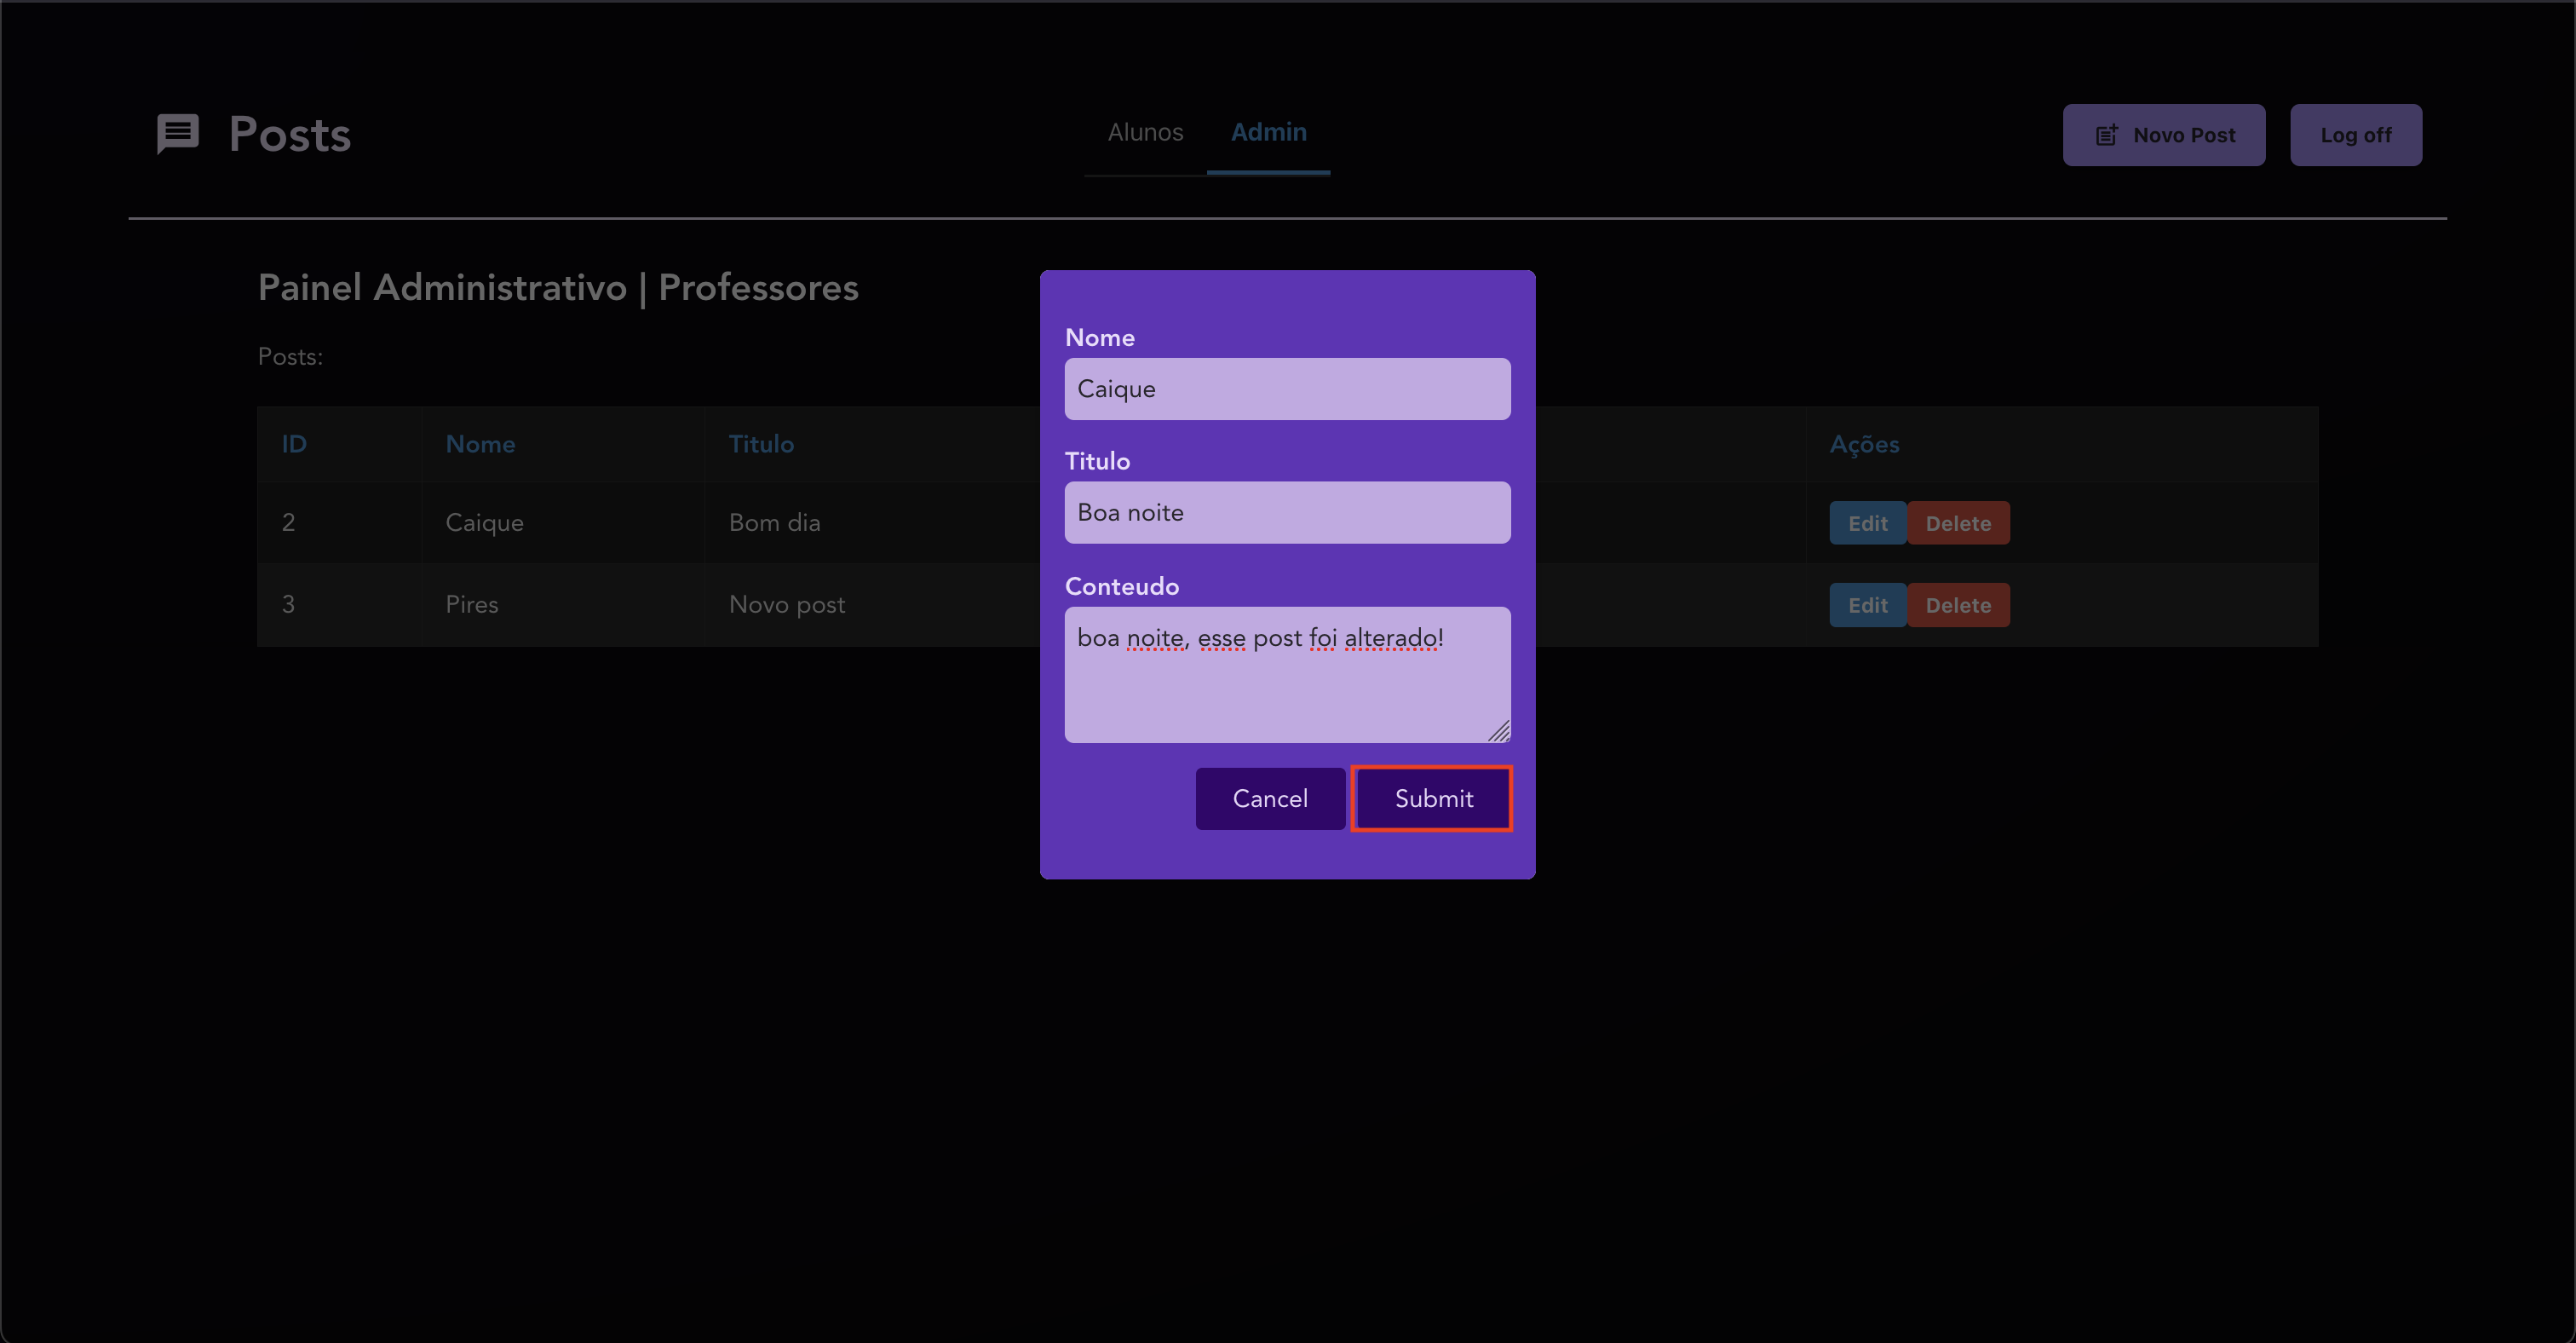 Posts
Alunos Admin
Novo Post
Log off
Painel Administrativo | Professores
Posts:
ID Nome Titulo Ações
2 Caique Bom dia Edit Delete
3 Pires Novo post Edit Delete
Nome
Caique
Titulo
Boa noite
Conteudo
boa noite, esse post foi alterado!
Cancel Submit